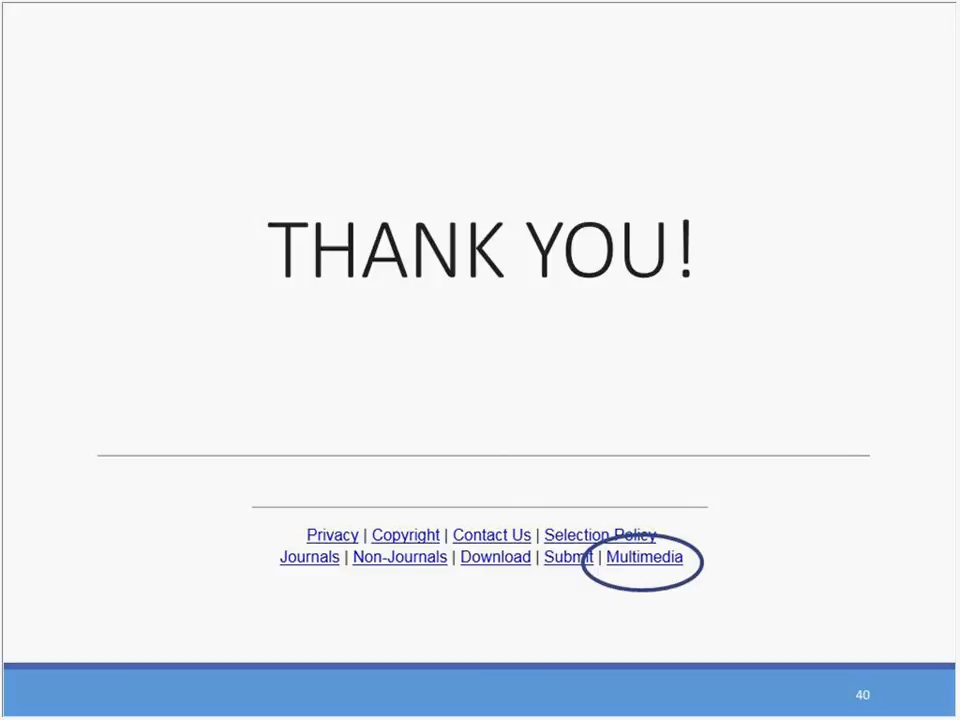 THANK YOU!
Privacy | Copyright | Contact Us | Selection Policy
Journals | Non-Journals | Download | Submit | Multimedia
40